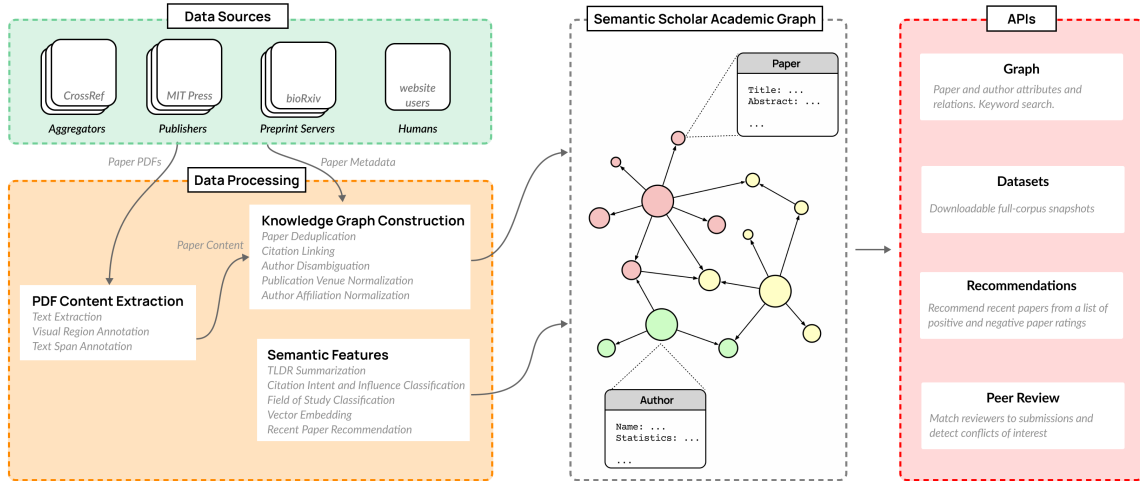 Data Sources
CrossRef
MIT Press
bioRxiv
website
users
Aggregators
Publishers
Preprint Servers
Humans
Paper PDFs
Paper Metadata
Data Processing
Knowledge Graph Construction
Paper Deduplication
Citation Linking
Author Disambiguation
Publication Venue Normalization
Author Affiliation Normalization
Paper Content
PDF Content Extraction
Text Extraction
Visual Region Annotation
Text Span Annotation
Semantic Features
TLDR Summarization
Citation Intent and Influence Classification
Field of Study Classification
Vector Embedding
Recent Paper Recommendation
Semantic Scholar Academic Graph
Paper
Title: ...
Abstract: ...
...
Author
Name: ...
Statistics: ...
...
APIs
Graph
Paper and author attributes and
relations. Keyword search.
Datasets
Downloadable full-corpus snapshots
Recommendations
Recommend recent papers from a list of
positive and negative paper ratings
Peer Review
Match reviewers to submissions and
detect conflicts of interest